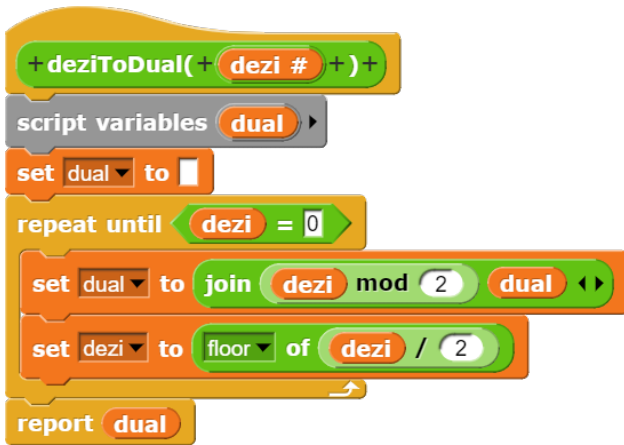 +deziToDual(+ dezi # +)+
script variables dual
set dual to
repeat until dezi = 0
set dual to join dezi mod 2 dual
set dezi to floor of dezi / 2
report dual